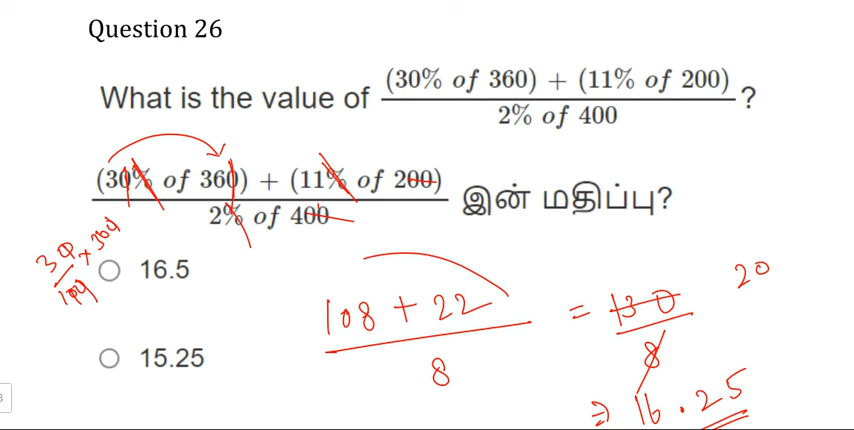 Question 26
What is the value of (30% of 360) + (11% of 200) / 2% of 400 ?
(30% of 360) + (11% of 200) / 2% of 400 இன் மதிப்பு?
30/100 × 360
16.5
108 + 22 / 8 = 130 / 8
20
15.25
⇒ 16.25